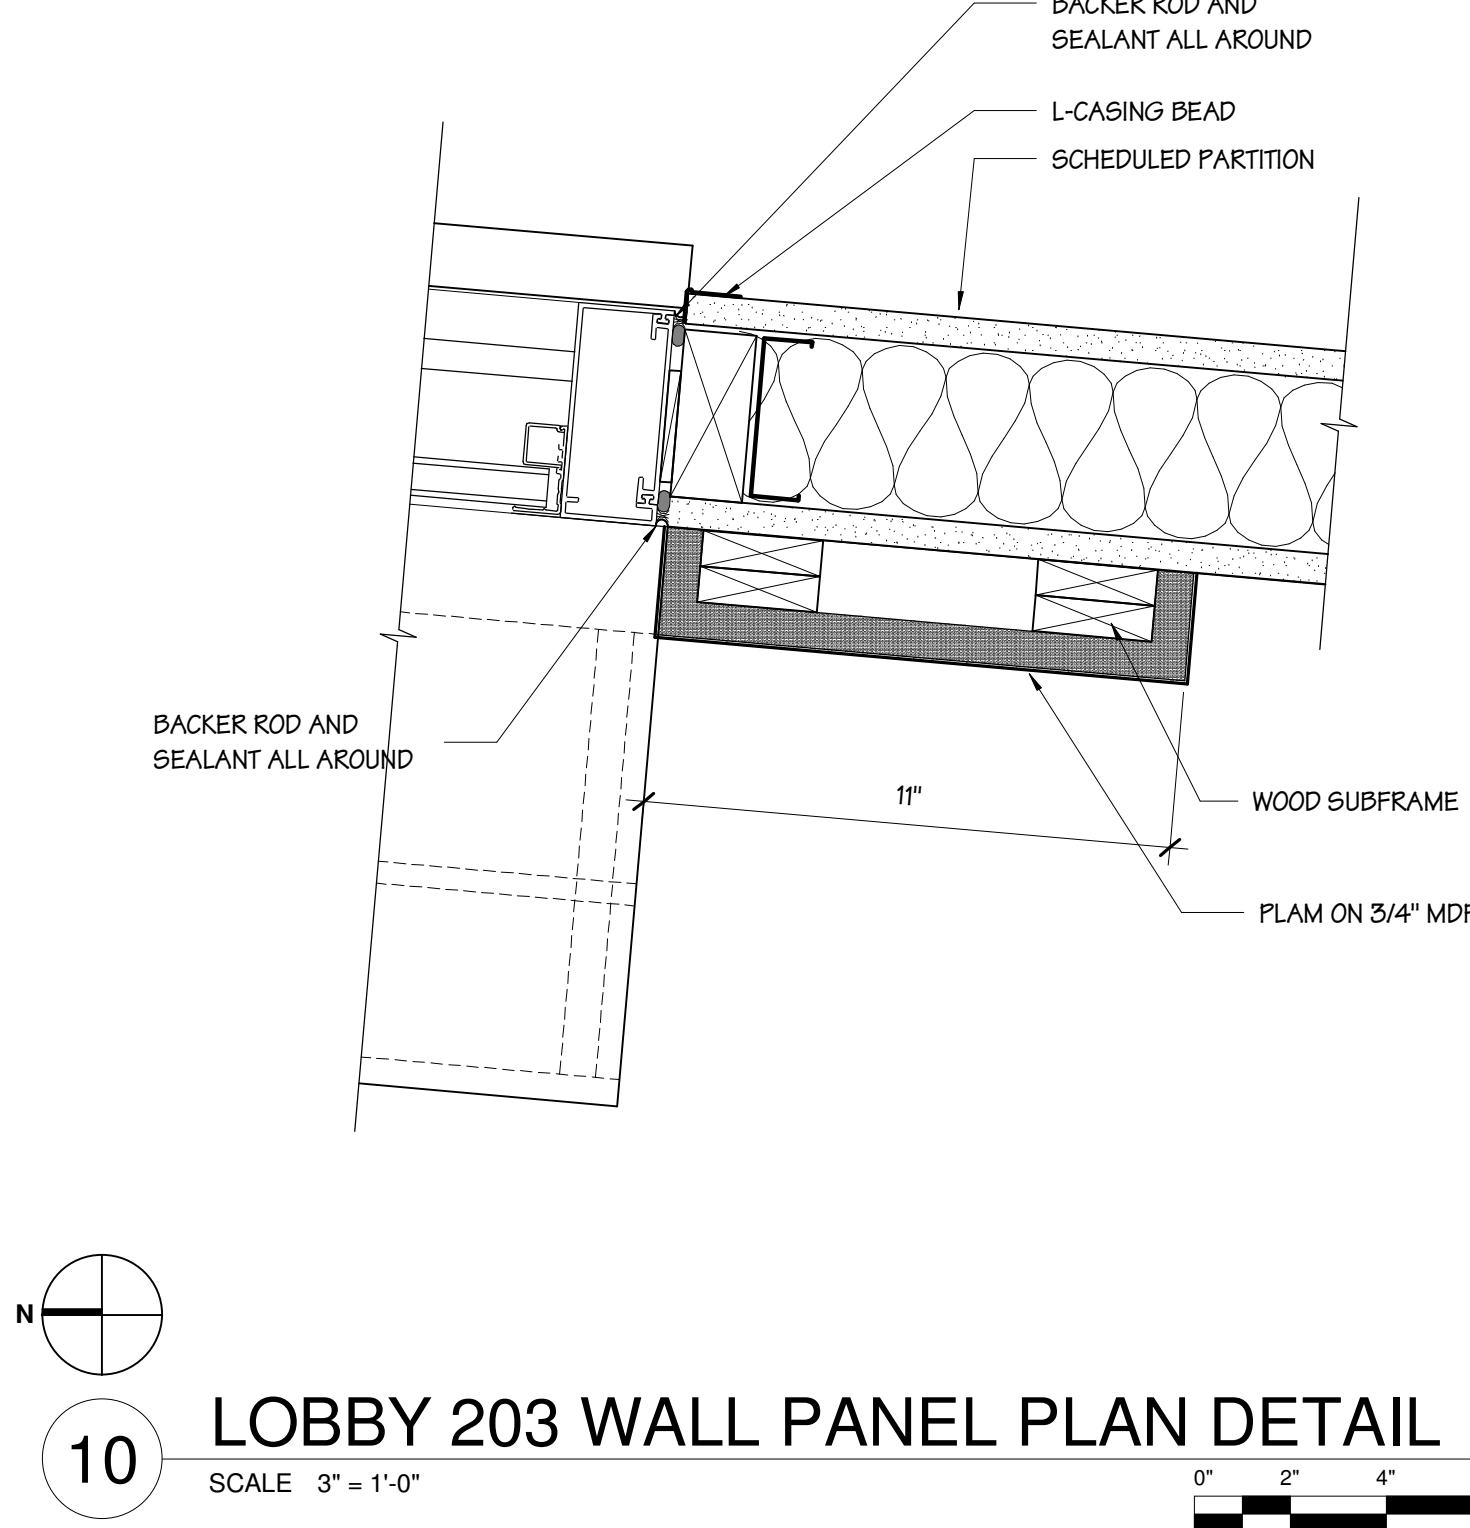 BACKER ROD AND
SEALANT ALL AROUND
L-CASING BEAD
SCHEDULED PARTITION
BACKER ROD AND
SEALANT ALL AROUND
11"
WOOD SUBFRAME
PLAM ON 3/4" MDF
N
10
LOBBY 203 WALL PANEL PLAN DETAIL
SCALE 3" = 1'-0"
0" 2" 4"